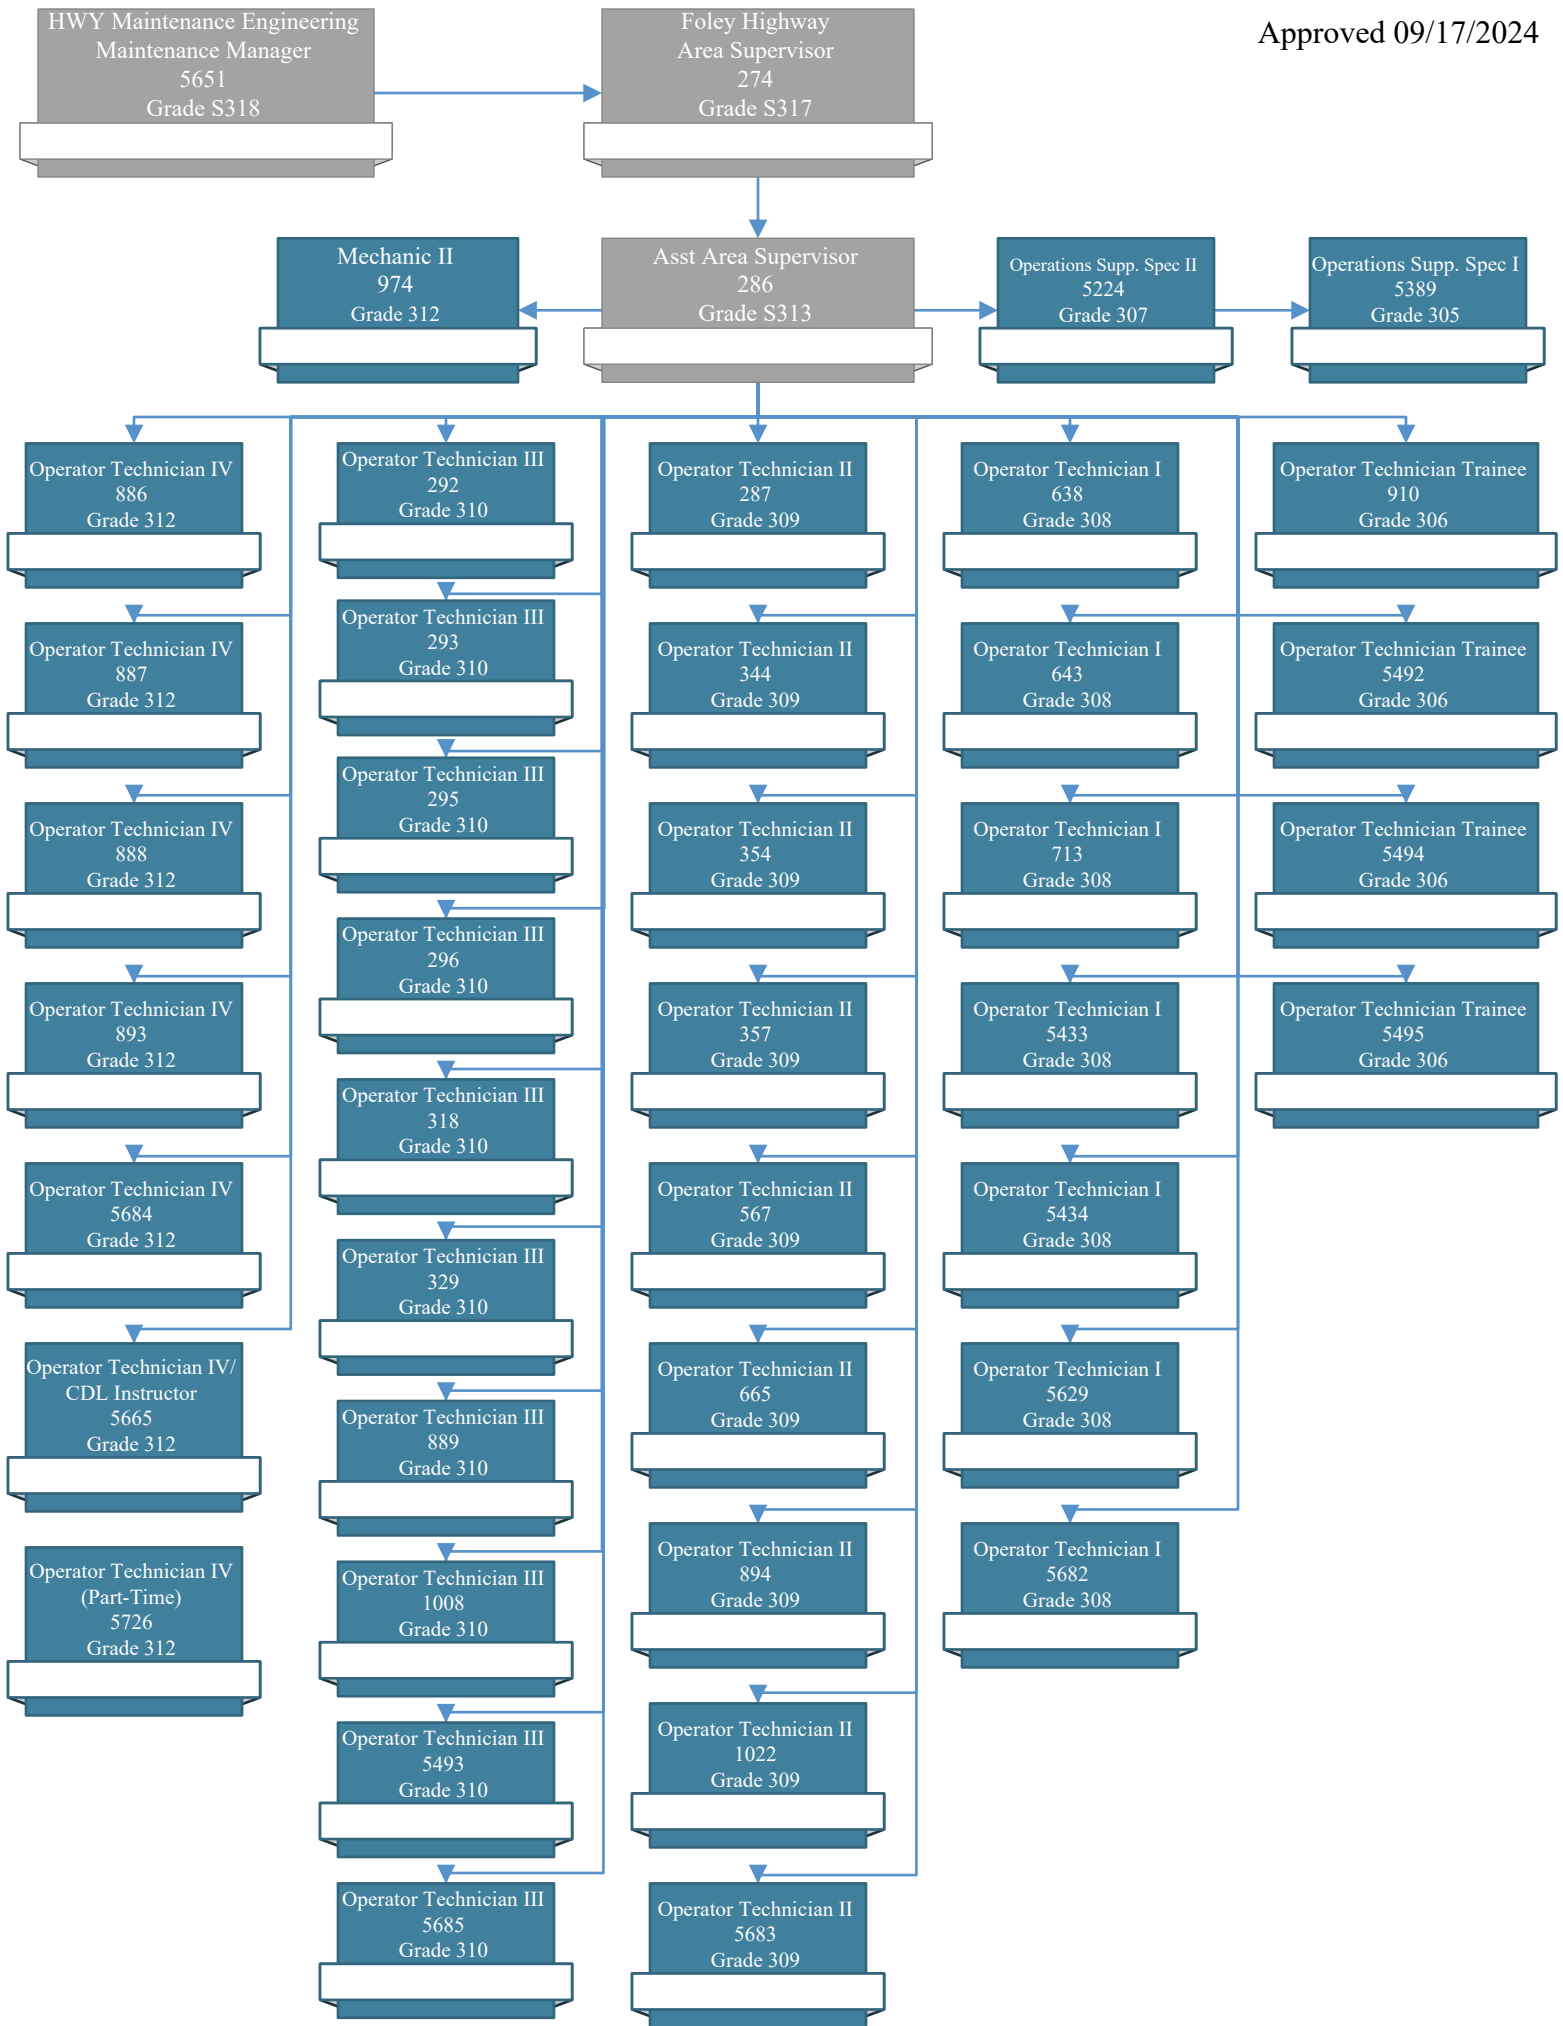 HWY Maintenance Engineering
Maintenance Manager
5651
Grade S318
Foley Highway
Area Supervisor
274
Grade S317
Approved 09/17/2024
Mechanic II
974
Grade 312
Asst Area Supervisor
286
Grade S313
Operations Supp. Spec II
5224
Grade 307
Operations Supp. Spec I
5389
Grade 305
Operator Technician IV
886
Grade 312
Operator Technician IV
887
Grade 312
Operator Technician IV
888
Grade 312
Operator Technician IV
893
Grade 312
Operator Technician IV
5684
Grade 312
Operator Technician IV/
CDL Instructor
5665
Grade 312
Operator Technician IV
(Part-Time)
5726
Grade 312
Operator Technician III
292
Grade 310
Operator Technician III
293
Grade 310
Operator Technician III
295
Grade 310
Operator Technician III
296
Grade 310
Operator Technician III
318
Grade 310
Operator Technician III
329
Grade 310
Operator Technician III
889
Grade 310
Operator Technician III
1008
Grade 310
Operator Technician III
5493
Grade 310
Operator Technician III
5685
Grade 310
Operator Technician II
287
Grade 309
Operator Technician II
344
Grade 309
Operator Technician II
354
Grade 309
Operator Technician II
357
Grade 309
Operator Technician II
567
Grade 309
Operator Technician II
665
Grade 309
Operator Technician II
894
Grade 309
Operator Technician II
1022
Grade 309
Operator Technician II
5683
Grade 309
Operator Technician I
638
Grade 308
Operator Technician I
643
Grade 308
Operator Technician I
713
Grade 308
Operator Technician I
5433
Grade 308
Operator Technician I
5434
Grade 308
Operator Technician I
5629
Grade 308
Operator Technician I
5682
Grade 308
Operator Technician Trainee
910
Grade 306
Operator Technician Trainee
5492
Grade 306
Operator Technician Trainee
5494
Grade 306
Operator Technician Trainee
5495
Grade 306